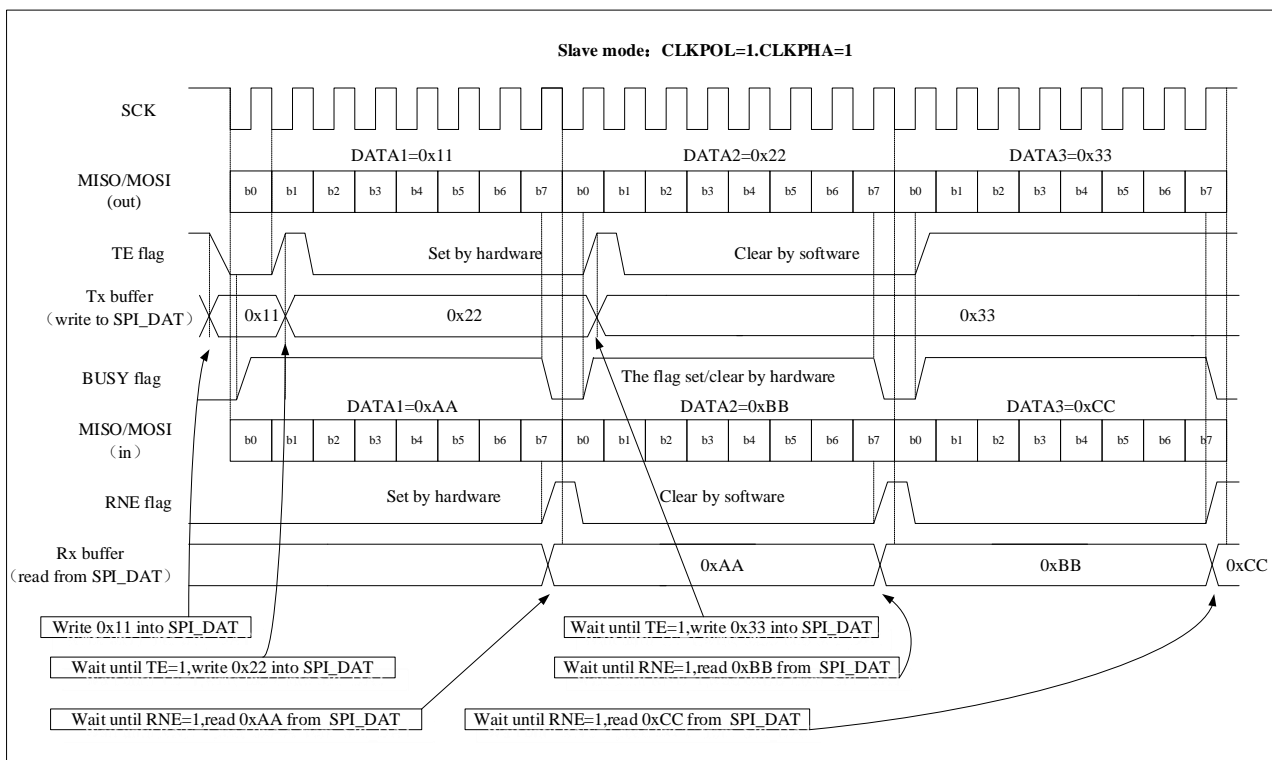 Slave mode：CLKPOL=1.CLKPHA=1
SCK
DATA1=0x11 DATA2=0x22 DATA3=0x33
MISO/MOSI
(out)
b0 b1 b2 b3 b4 b5 b6 b7 b0 b1 b2 b3 b4 b5 b6 b7 b0 b1 b2 b3 b4 b5 b6 b7
TE flag
Set by hardware Clear by software
Tx buffer
（write to SPI_DAT）
0x11 0x22 0x33
BUSY flag
The flag set/clear by hardware
DATA1=0xAA DATA2=0xBB DATA3=0xCC
MISO/MOSI
（in）
b0 b1 b2 b3 b4 b5 b6 b7 b0 b1 b2 b3 b4 b5 b6 b7 b0 b1 b2 b3 b4 b5 b6 b7
RNE flag
Set by hardware Clear by software
Rx buffer
（read from SPI_DAT）
0xAA 0xBB 0xCC
Write 0x11 into SPI_DAT
Wait until TE=1,write 0x33 into SPI_DAT
Wait until TE=1,write 0x22 into SPI_DAT
Wait until RNE=1,read 0xBB from SPI_DAT
Wait until RNE=1,read 0xAA from SPI_DAT
Wait until RNE=1,read 0xCC from SPI_DAT